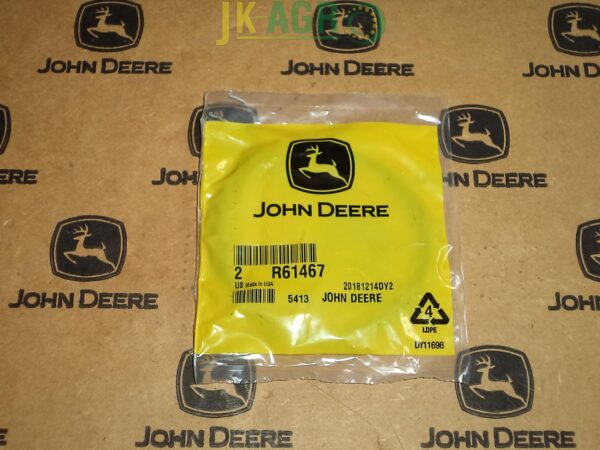 JK-AGRO
JOHN DEERE
JOHN DEERE
JOHN DEERE
JOHN DEERE
2 R61467
US Made In USA
20181214DY2
5413 JOHN DEERE
4
LDPE
DY11696
DEERE
JOHN DEERE
JOHN DEERE
JOHN DEERE
JOHN DEERE
JOHN DEERE